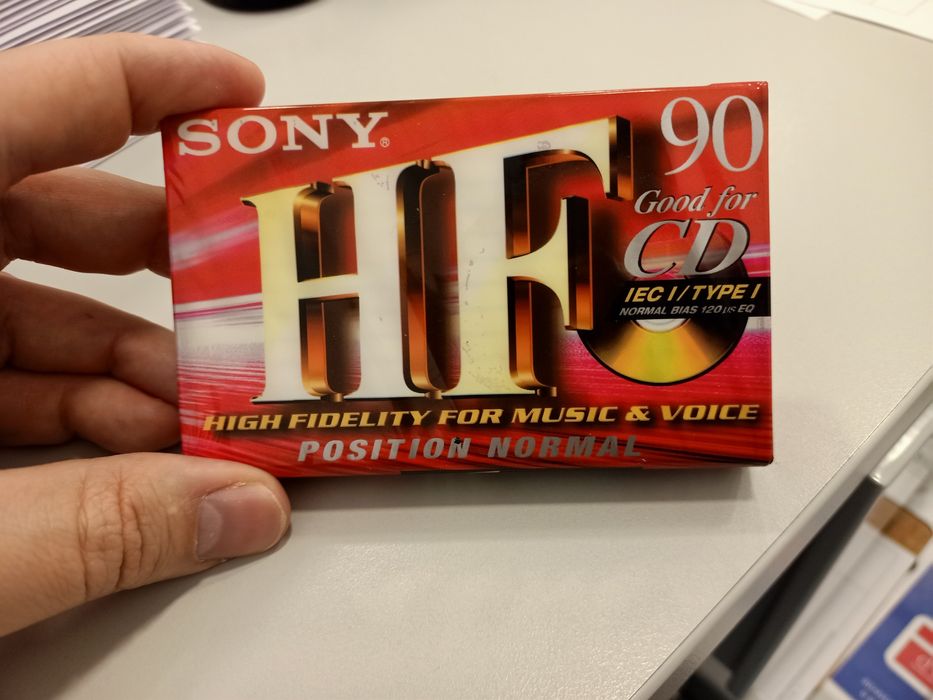 SONY®
90
HF
Good for
CD
IEC I / TYPE I
NORMAL BIAS 120 µs EQ
HIGH FIDELITY FOR MUSIC & VOICE
POSITION NORMAL